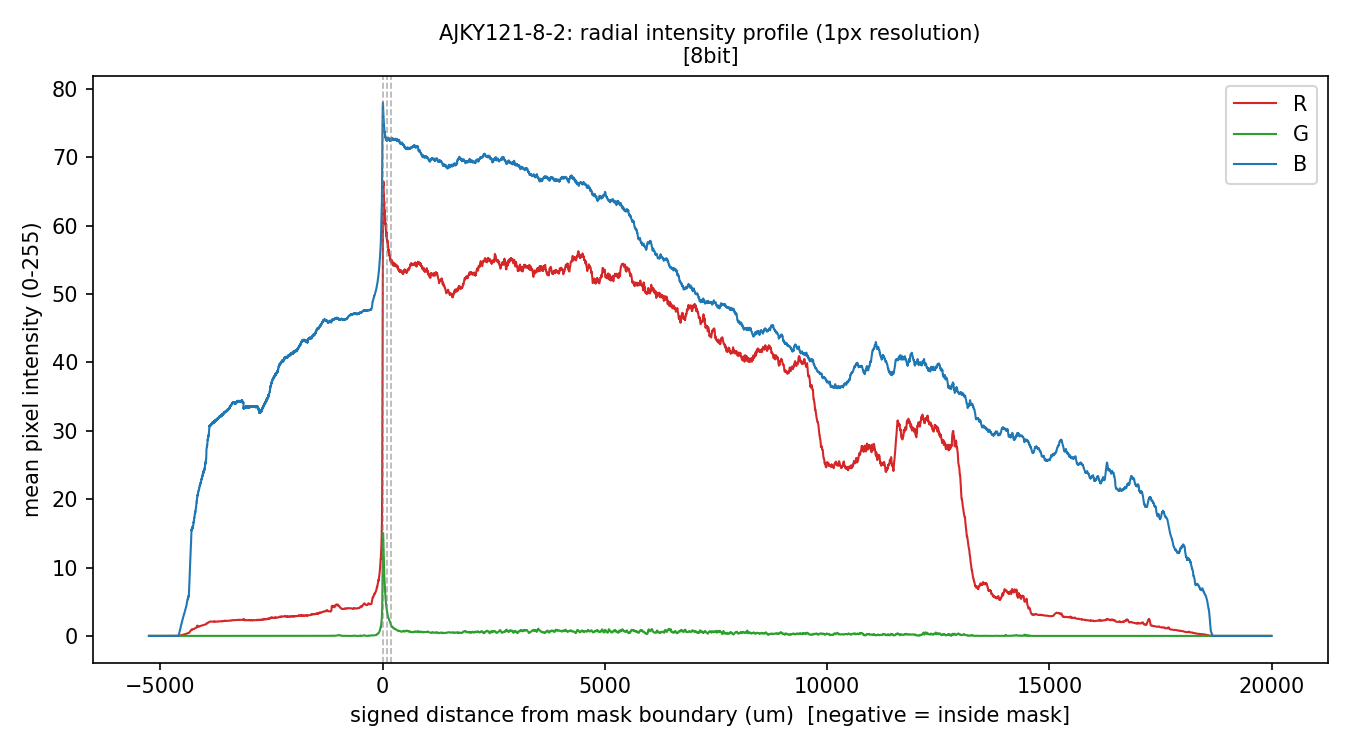 AJKY121-8-2: radial intensity profile (1px resolution)
[8bit]
R
G
B
mean pixel intensity (0-255)
80
70
60
50
40
30
20
10
0
−5000
0
5000
10000
15000
20000
signed distance from mask boundary (um)  [negative = inside mask]